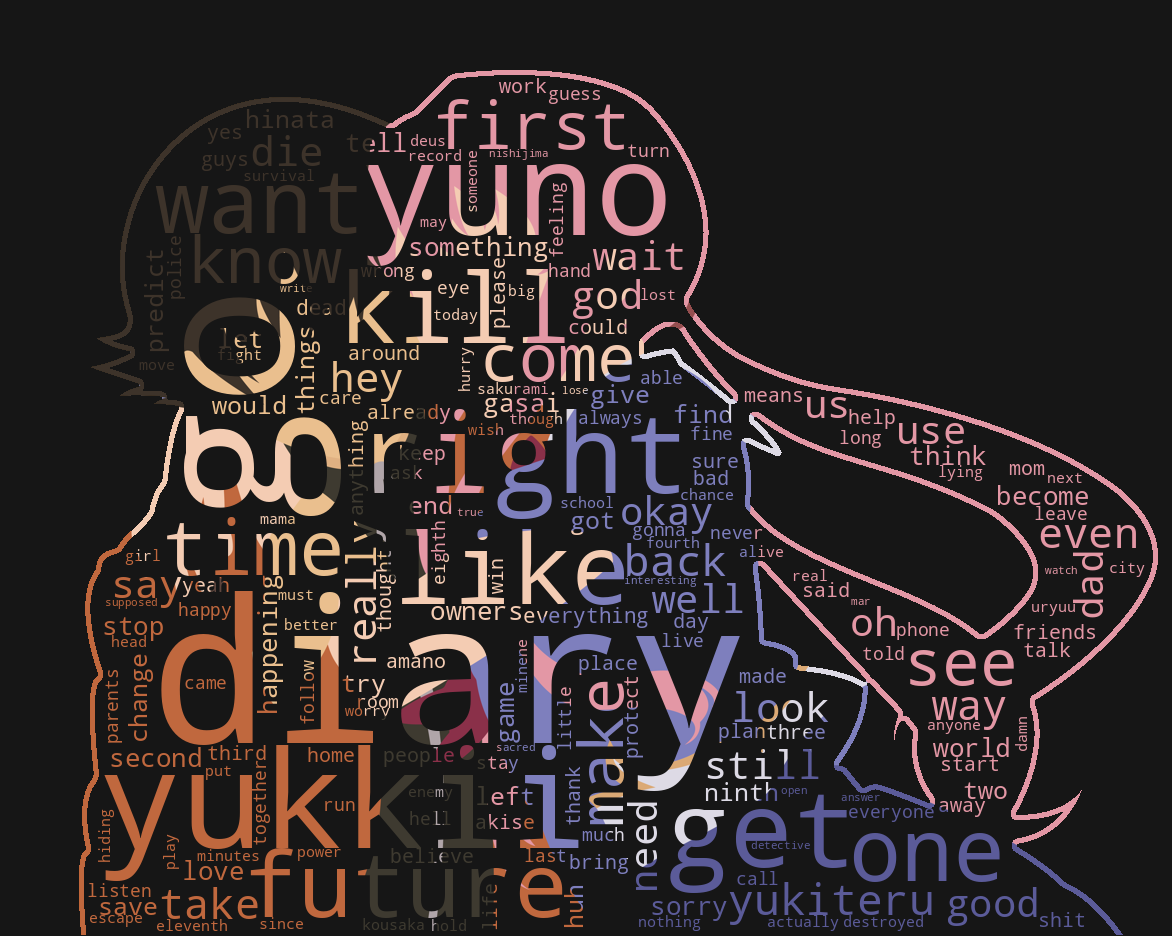 work guess
first
hinata
yes
tell deus
die
guys
record nishijima
turn
survival
want
yuno
someone
may
feeling
know
something
wait
predict
police
wrong
hand
kill
write
eye
please
big
god lost
dead
today
could
go
let
fight
things
around
come
move
hurry
hey
able
sakurami lose
give
means
would
care
gasai
us help
already
though
always
find
long
use
right
wish
fine
think
anything
keep
sure
lying
mom next
ask
bad
become
chance
leave
end true
school
okay
even
mama
got
gonna
never
time
really
eighth
like
fourth
back
alive
dad
girl
win
watch city
say yeah
thought
interesting
real
said
must
supposed
happy
owners everything
well
mar
uryuu
stop
better
day
oh phone
friends
head
happening
live
talk
diary
amano
minene
place
told
see
change
came
follow
try
game
little
make
protect
made
parents
room
look
way
worry
plan three
anyone
damn
second third
home
people
sacred
world
put
stay
still
start
yukkii
enemy
left
thank
ninth open
two
run
answer
away
together
hell
akise
need
get
everyone
hiding
much
one
play
minutes power
believe
last bring
detective
love
future
call
listen
life
huh
save take
sorry yukiteru good
escape
eleventh
since
kousaka hold
nothing
actually destroyed
shit